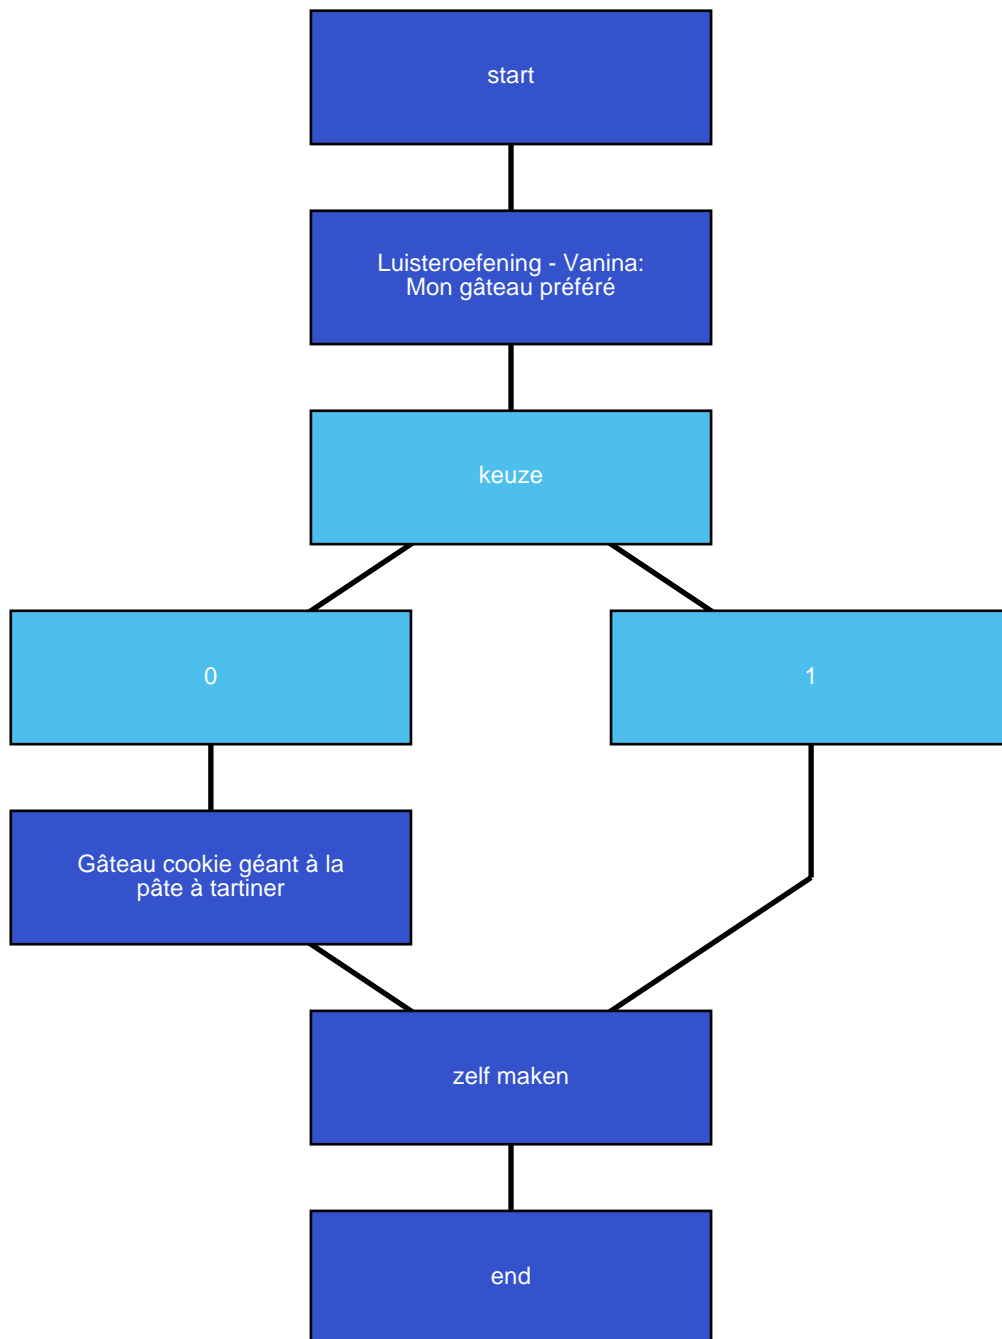 start
Luisteroefening - Vanina:
Mon gâteau préféré
keuze
0
1
Gâteau cookie géant à la
pâte à tartiner
zelf maken
end